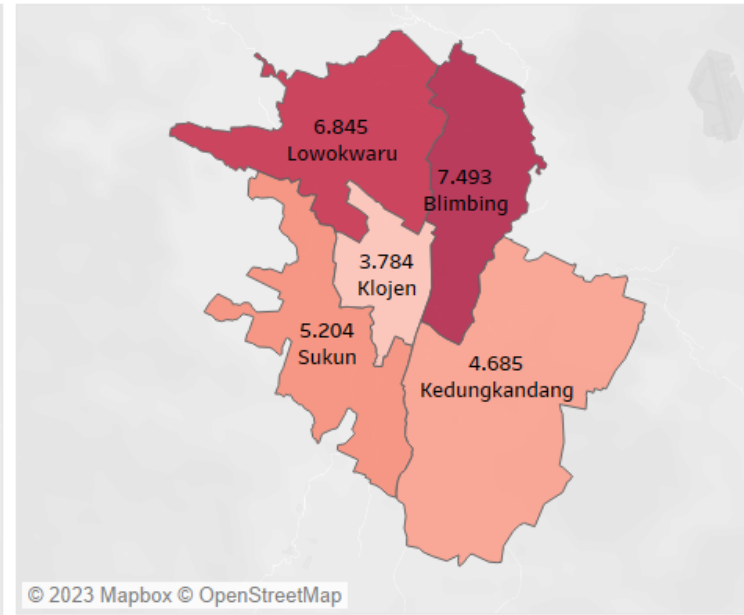 6.845
Lowokwaru
7.493
Blimbing
3.784
Klojen
5.204
Sukun
4.685
Kedungkandang
© 2023 Mapbox © OpenStreetMap